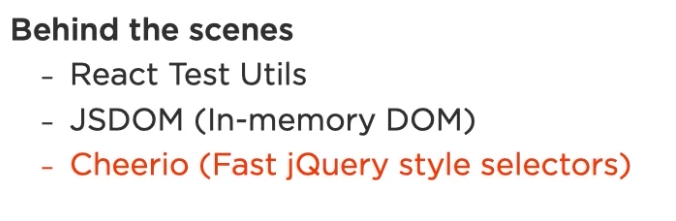 Behind the scenes
- React Test Utils
- JSDOM (In-memory DOM)
- Cheerio (Fast jQuery style selectors)